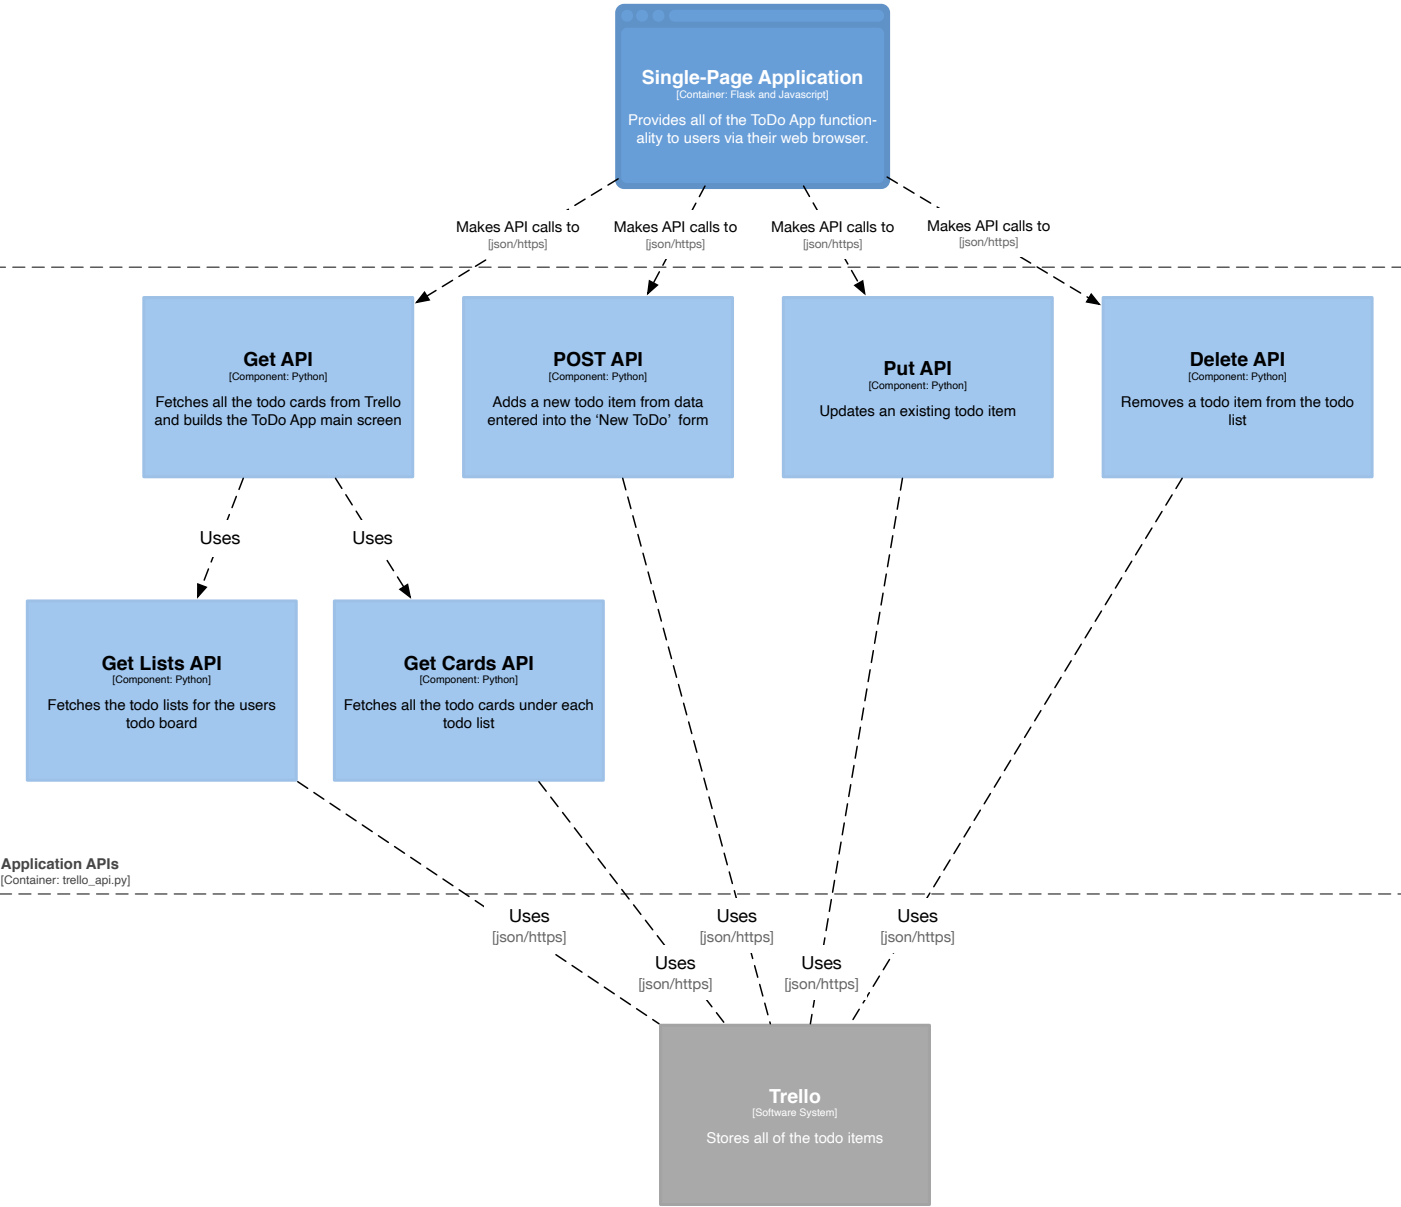 Single-Page Application
[Container: Flask and Javascript]
Provides all of the ToDo App function-
ality to users via their web browser.
Makes API calls to
[json/https]
Makes API calls to
[json/https]
Makes API calls to
[json/https]
Makes API calls to
[json/https]
Get API
[Component: Python]
Fetches all the todo cards from Trello
and builds the ToDo App main screen
POST API
[Component: Python]
Adds a new todo item from data
entered into the ‘New ToDo’ form
Put API
[Component: Python]
Updates an existing todo item
Delete API
[Component: Python]
Removes a todo item from the todo
list
Uses
Uses
Get Lists API
[Component: Python]
Fetches the todo lists for the users
todo board
Get Cards API
[Component: Python]
Fetches all the todo cards under each
todo list
Application APIs
[Container: trello_api.py]
Uses
[json/https]
Uses
[json/https]
Uses
[json/https]
Uses
[json/https]
Uses
[json/https]
Trello
[Software System]
Stores all of the todo items